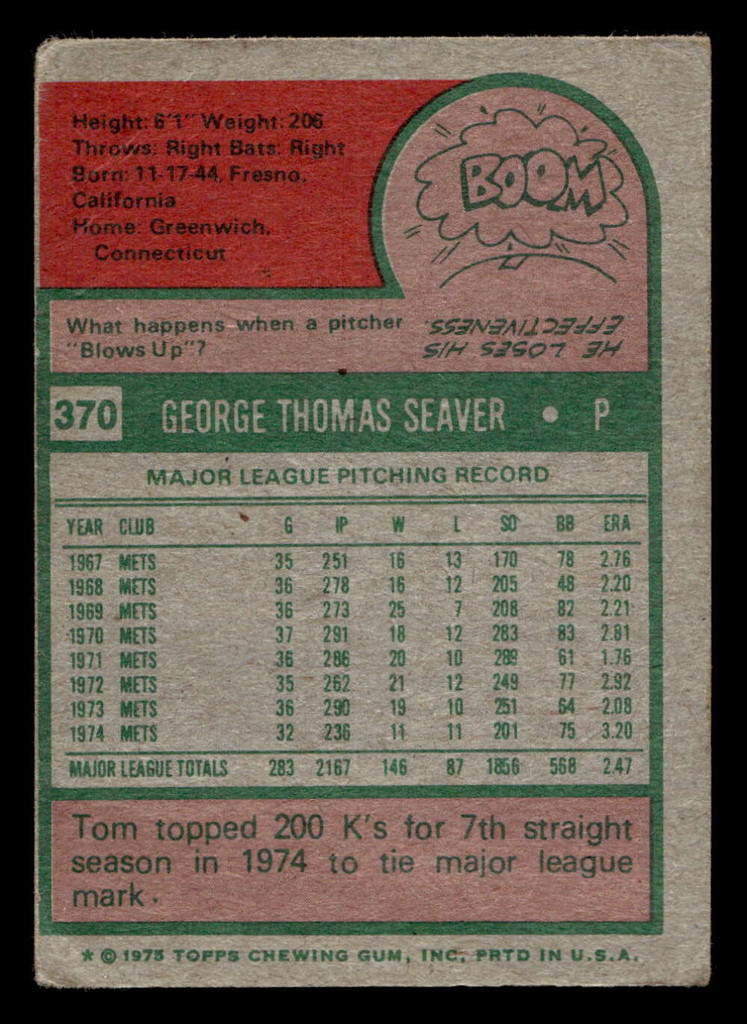 Height: 6'1" Weight: 206
Throws: Right Bats: Right
Born: 11-17-44, Fresno,
California
Home: Greenwich,
Connecticut
BOOM
What happens when a pitcher
"Blows Up"?
HE LOSES HIS
EFFECTIVENESS.
370 GEORGE THOMAS SEAVER • P
MAJOR LEAGUE PITCHING RECORD
YEAR CLUB G IP W L SO BB ERA
1967 METS 35 251 16 13 170 78 2.76
1968 METS 36 278 16 12 205 48 2.20
1969 METS 36 273 25 7 208 82 2.21
1970 METS 37 291 18 12 283 83 2.81
1971 METS 36 286 20 10 289 61 1.76
1972 METS 35 262 21 12 249 77 2.92
1973 METS 36 290 19 10 251 64 2.08
1974 METS 32 236 11 11 201 75 3.20
MAJOR LEAGUE TOTALS 283 2167 146 87 1856 568 2.47
Tom topped 200 K's for 7th straight
season in 1974 to tie major league
mark.
* © 1975 TOPPS CHEWING GUM, INC. PRTD IN U.S.A.